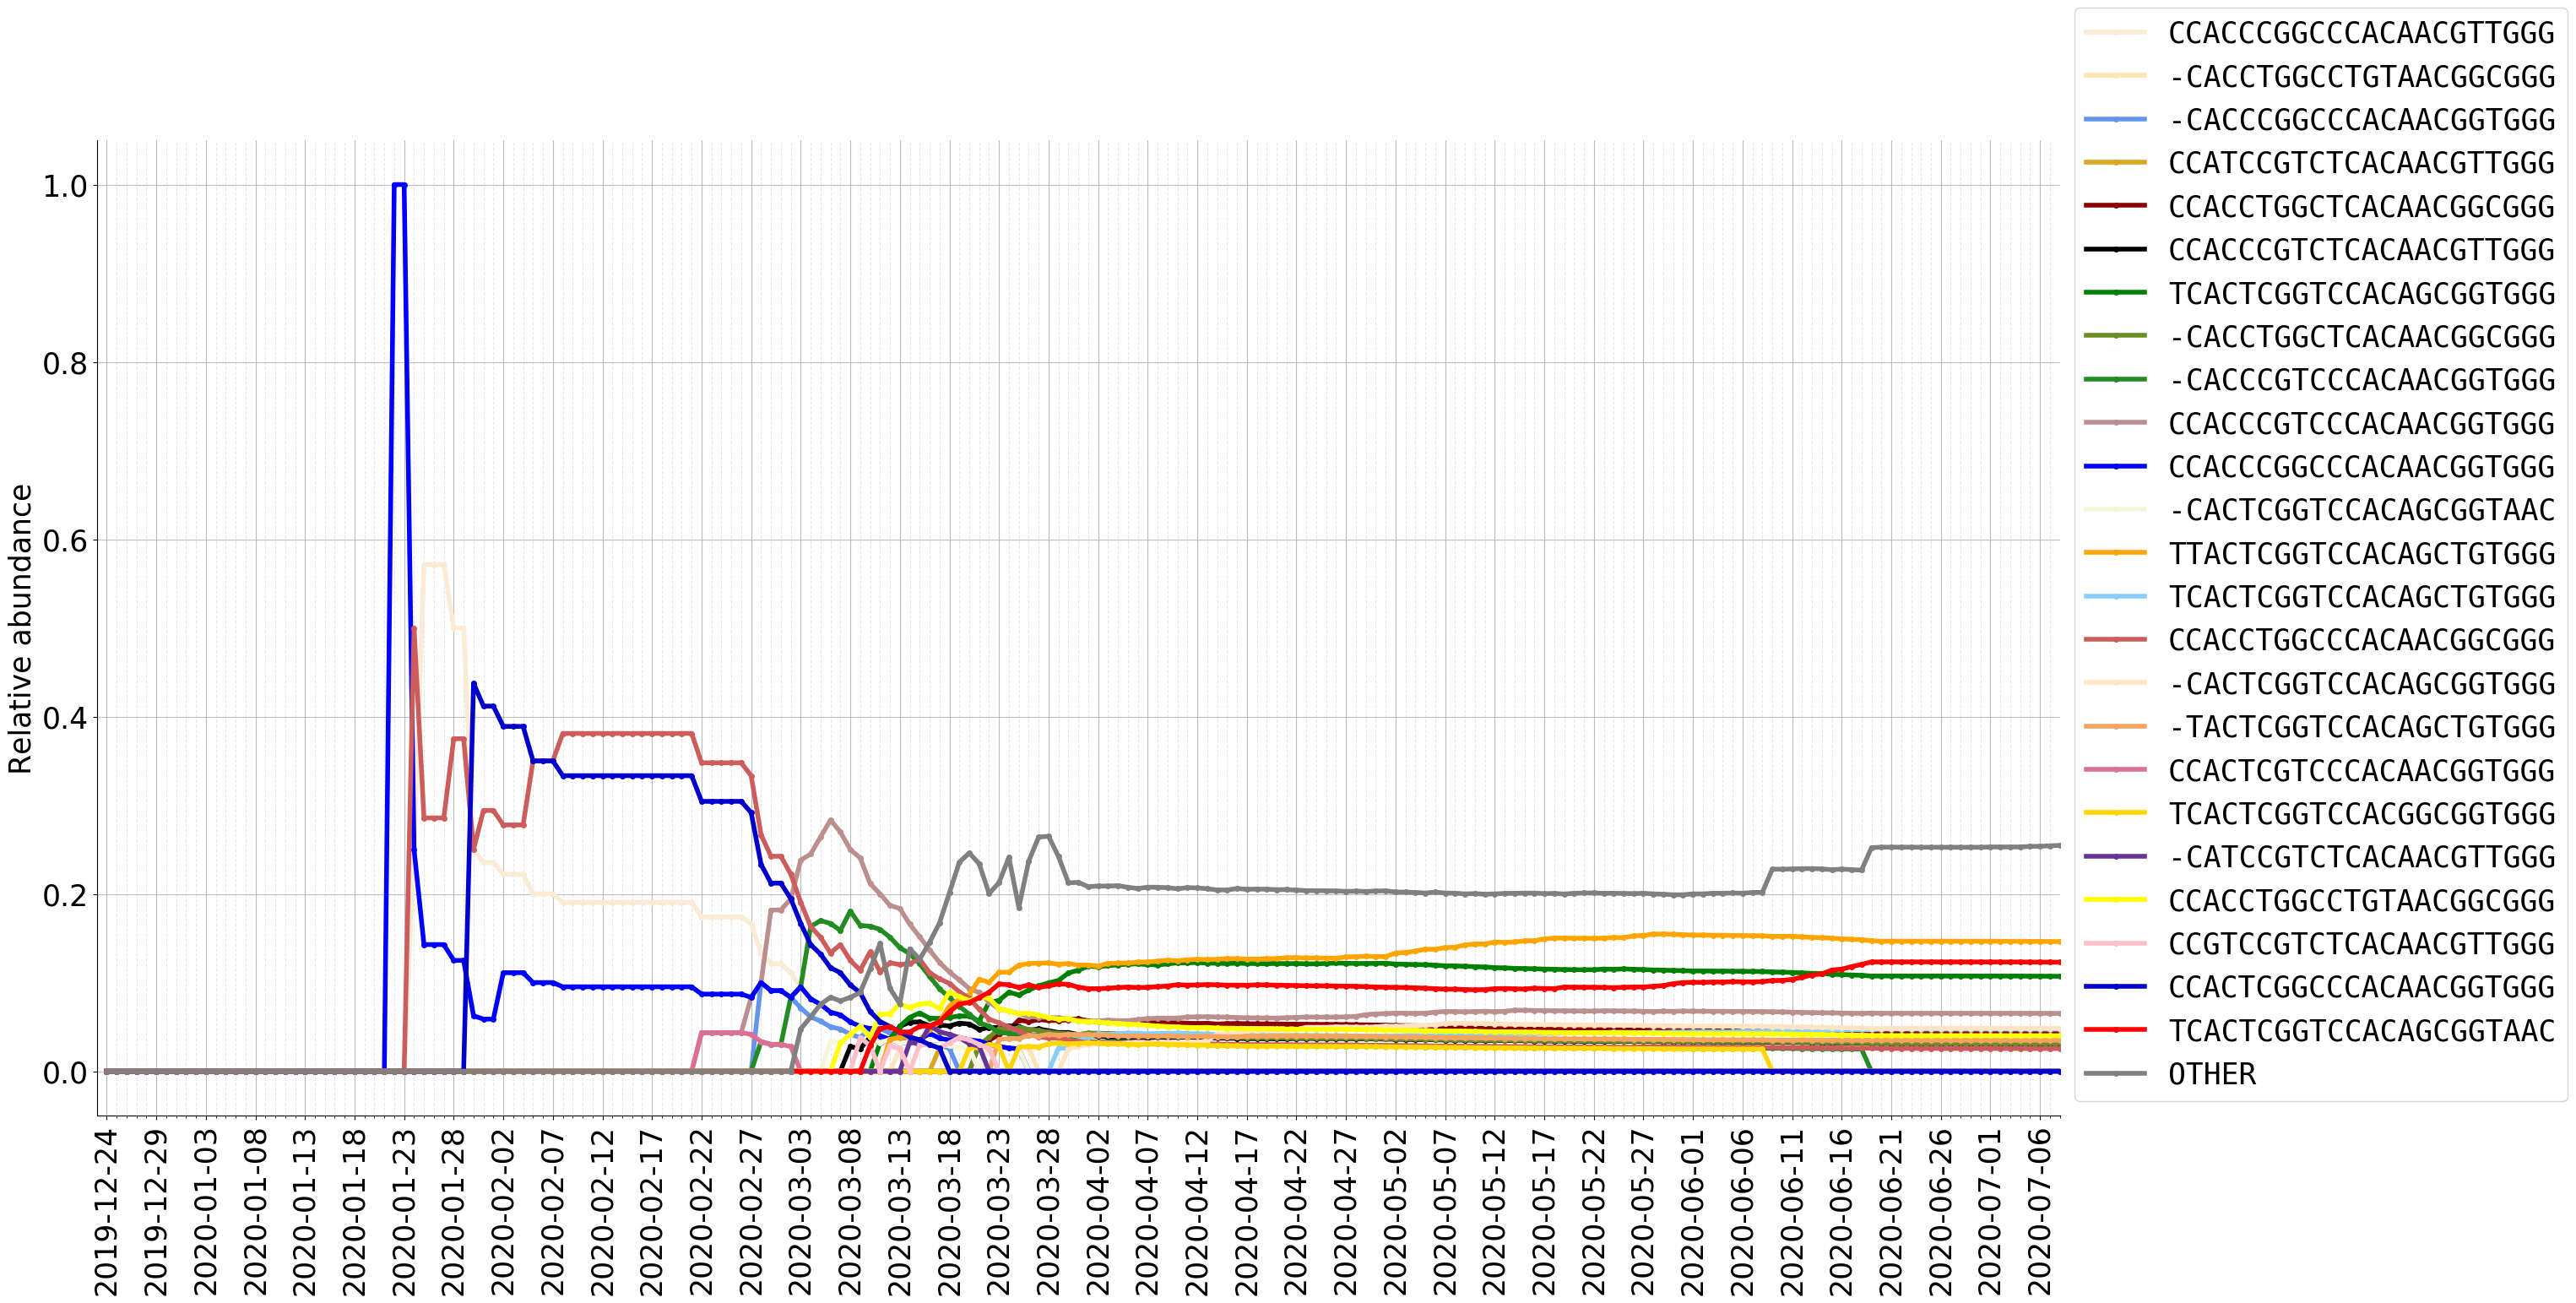 Relative abundance
1.0
0.8
0.6
0.4
0.2
0.0
2019-12-24
2019-12-29
2020-01-03
2020-01-08
2020-01-13
2020-01-18
2020-01-23
2020-01-28
2020-02-02
2020-02-07
2020-02-12
2020-02-17
2020-02-22
2020-02-27
2020-03-03
2020-03-08
2020-03-13
2020-03-18
2020-03-23
2020-03-28
2020-04-02
2020-04-07
2020-04-12
2020-04-17
2020-04-22
2020-04-27
2020-05-02
2020-05-07
2020-05-12
2020-05-17
2020-05-22
2020-05-27
2020-06-01
2020-06-06
2020-06-11
2020-06-16
2020-06-21
2020-06-26
2020-07-01
2020-07-06
CCACCCGGCCCACAACGTTGGG
-CACCTGGCCTGTAACGGCGGG
-CACCCGGCCCACAACGGTGGG
CCATCCGTCTCACAACGTTGGG
CCACCTGGCTCACAACGGCGGG
CCACCCGTCTCACAACGTTGGG
TCACTCGGTCCACAGCGGTGGG
-CACCTGGCTCACAACGGCGGG
-CACCCGTCCCACAACGGTGGG
CCACCCGTCCCACAACGGTGGG
CCACCCGGCCCACAACGGTGGG
-CACTCGGTCCACAGCGGTAAC
TTACTCGGTCCACAGCTGTGGG
TCACTCGGTCCACAGCTGTGGG
CCACCTGGCCCACAACGGCGGG
-CACTCGGTCCACAGCGGTGGG
-TACTCGGTCCACAGCTGTGGG
CCACTCGTCCCACAACGGTGGG
TCACTCGGTCCACGGCGGTGGG
-CATCCGTCTCACAACGTTGGG
CCACCTGGCCTGTAACGGCGGG
CCGTCCGTCTCACAACGTTGGG
CCACTCGGCCCACAACGGTGGG
TCACTCGGTCCACAGCGGTAAC
OTHER